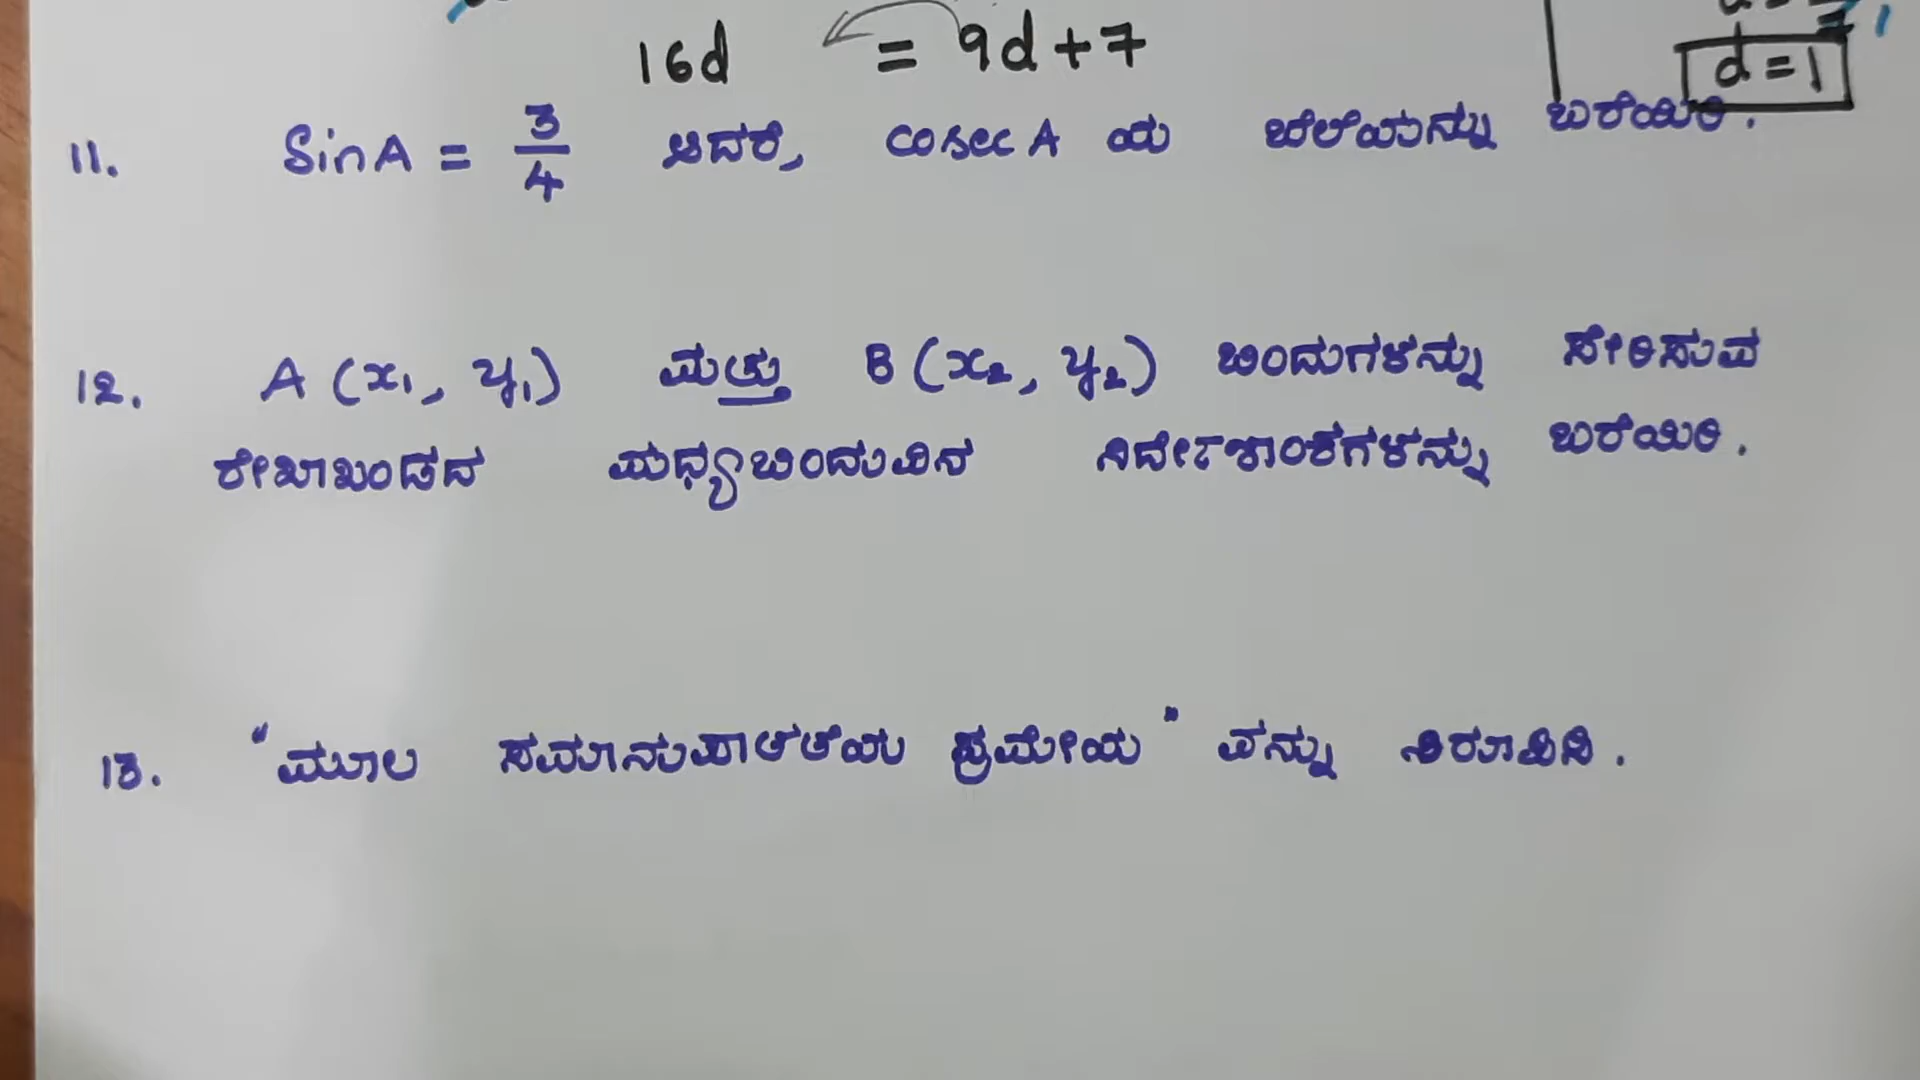 16d = 9d+7
d = 1
11. SinA = 3/4 ಆದರೆ, cosec A ಯ ಬೆಲೆಯನ್ನು ಬರೆಯಿರಿ.
12. A (x₁, y₁) ಮತ್ತು B (x₂, y₂) ಬಿಂದುಗಳನ್ನು ಸೇರಿಸುವ
ರೇಖಾಖಂಡದ ಮಧ್ಯಬಿಂದುವಿನ ನಿರ್ದೇಶಾಂಕಗಳನ್ನು ಬರೆಯಿರಿ.
13. "ಮೂಲ ಸಮಾನುಪಾತತೆಯ ಪ್ರಮೇಯ" ವನ್ನು ನಿರೂಪಿಸಿ.